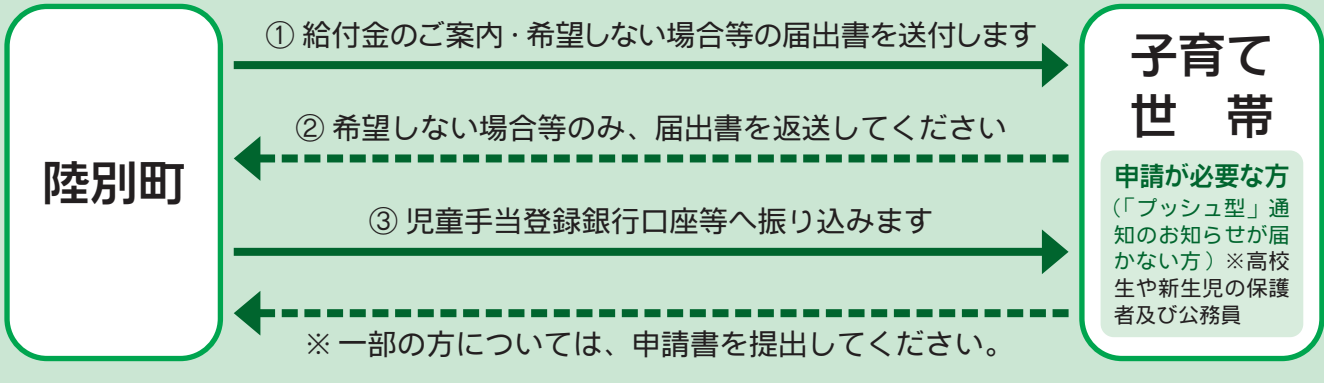 陸別町
① 給付金のご案内・希望しない場合等の届出書を送付します
② 希望しない場合等のみ、届出書を返送してください
③ 児童手当登録銀行口座等へ振り込みます
※ 一部の方については、申請書を提出してください。
子育て
世　帯
申請が必要な方
（「プッシュ型」通
知のお知らせが届
かない方）※高校
生や新生児の保護
者及び公務員